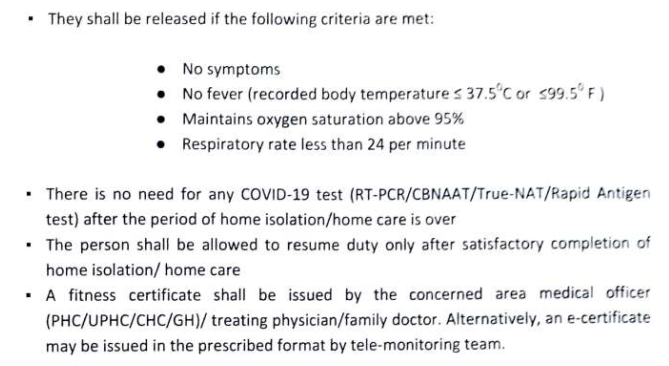 ▪ They shall be released if the following criteria are met:
● No symptoms
● No fever (recorded body temperature ≤ 37.5°C or ≤99.5° F )
● Maintains oxygen saturation above 95%
● Respiratory rate less than 24 per minute
▪ There is no need for any COVID-19 test (RT-PCR/CBNAAT/True-NAT/Rapid Antigen
test) after the period of home isolation/home care is over
▪ The person shall be allowed to resume duty only after satisfactory completion of
home isolation/ home care
▪ A fitness certificate shall be issued by the concerned area medical officer
(PHC/UPHC/CHC/GH)/ treating physician/family doctor. Alternatively, an e-certificate
may be issued in the prescribed format by tele-monitoring team.